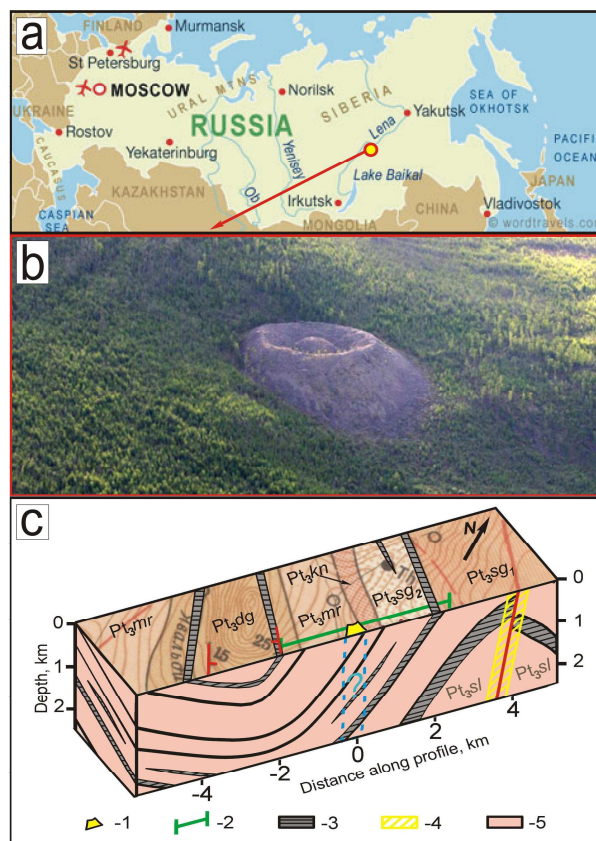 a
FINLAND
Murmansk
St Petersburg
MOSCOW
URAL MTNS
Norilsk
SIBERIA
SEA OF
OKHOTSK
UKRAINE
RUSSIA
Lena
Yakutsk
Rostov
Yenisey
PACIFIC
OCEAN
Yekaterinburg
CAUCASUS
Ob
Lake Baikal
JAPAN
KAZAKHSTAN
Irkutsk
CHINA
Vladivostok
CASPIAN
SEA
MONGOLIA
© wordtravels.com
b
c
N
Pt₃kn
Pt₃sg₁
Pt₃mr
Pt₃dg
Pt₃mr
Pt₃sg₂
0
0
25
15
1
1
2
2
Depth, km
?
Pt₃sl
Pt₃sl
-4
-2
0
2
4
Distance along profile, km
-1
-2
-3
-4
-5